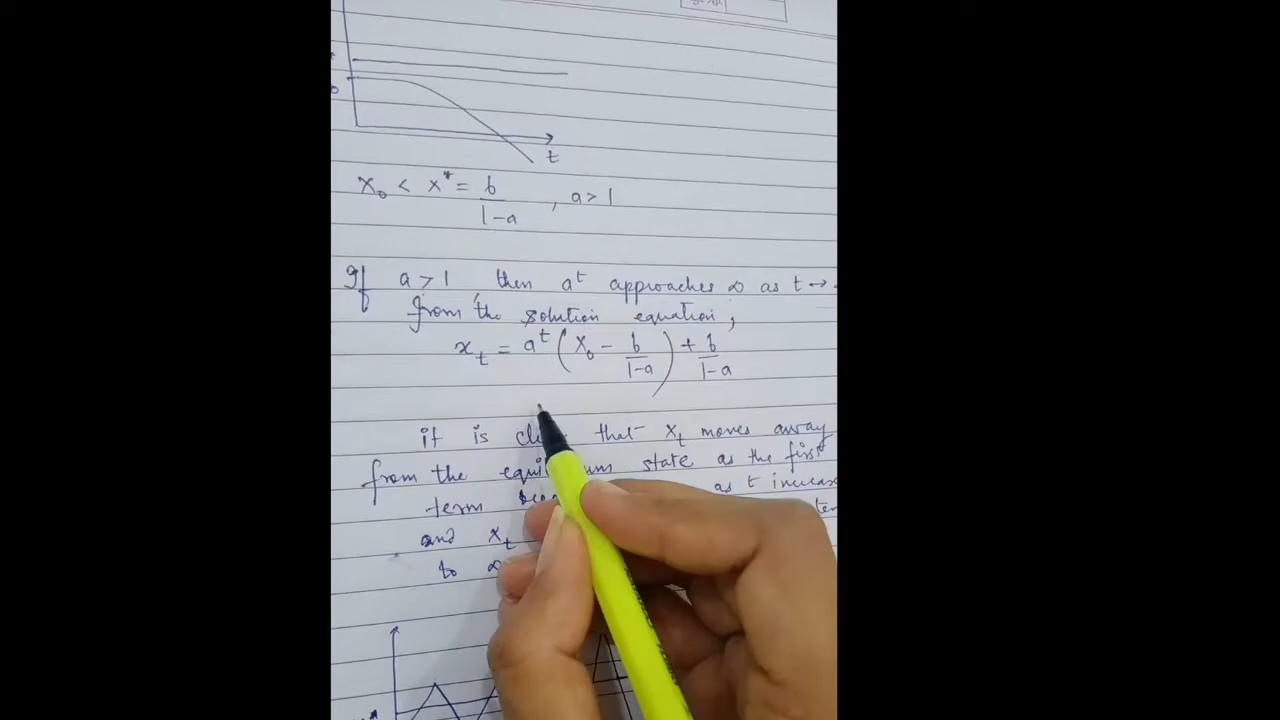 t
x₀ < x* = b/(1-a) , a > 1
If a > 1 then aᵗ approaches ∞ as t →
from the solution equation,
xₜ = aᵗ (x₀ - b/(1-a)) + b/(1-a)
it is that xₜ moves away
from the state as the first
term as t increas
and xₜ
to ∞